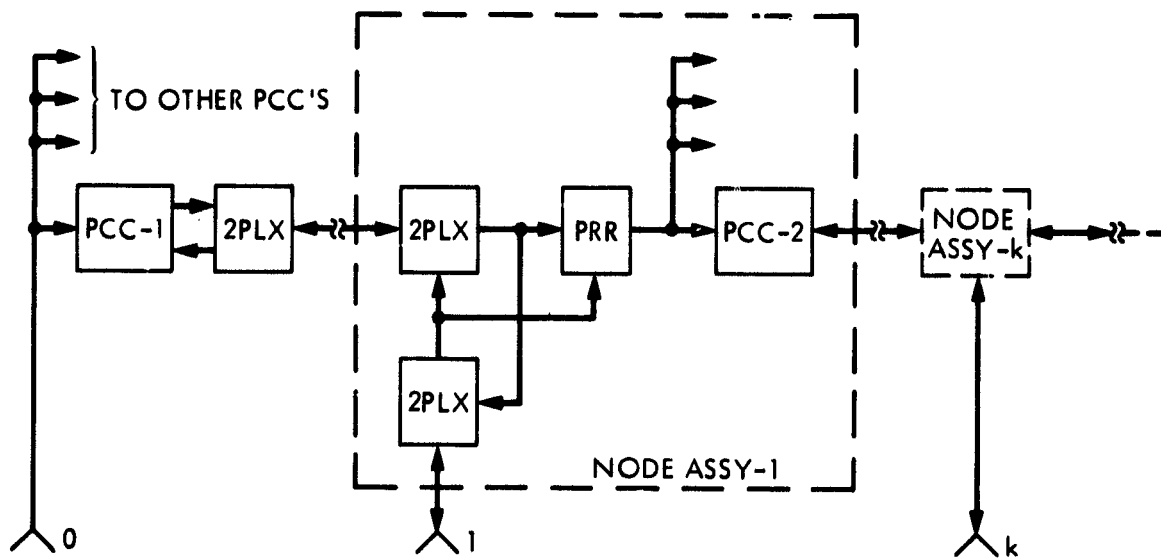 TO OTHER PCC'S
PCC-1
2PLX
2PLX
PRR
PCC-2
NODE
ASSY-k
2PLX
NODE ASSY-1
0
1
k